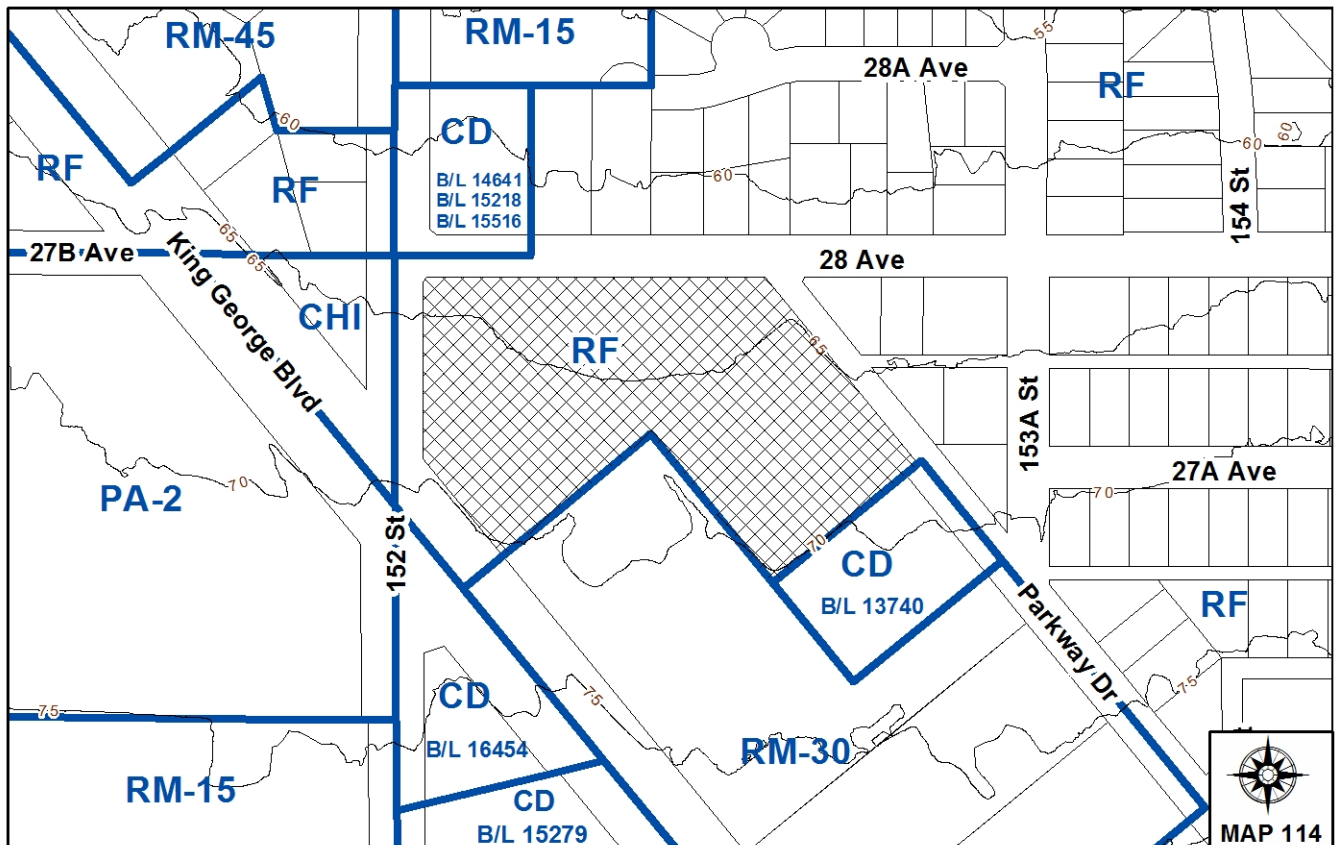 RM-45
RM-15
55
28A Ave
RF
CD
60
60
60
RF
RF
B/L 14641
B/L 15218
B/L 15516
60
154 St
65
65
27B Ave
King George Blvd
28 Ave
CHI
RF
65
153A St
PA-2
70
70
27A Ave
152 St
70
CD
B/L 13740
Parkway Dr
RF
CD
75
75
75
B/L 16454
RM-30
RM-15
CD
B/L 15279
MAP 114